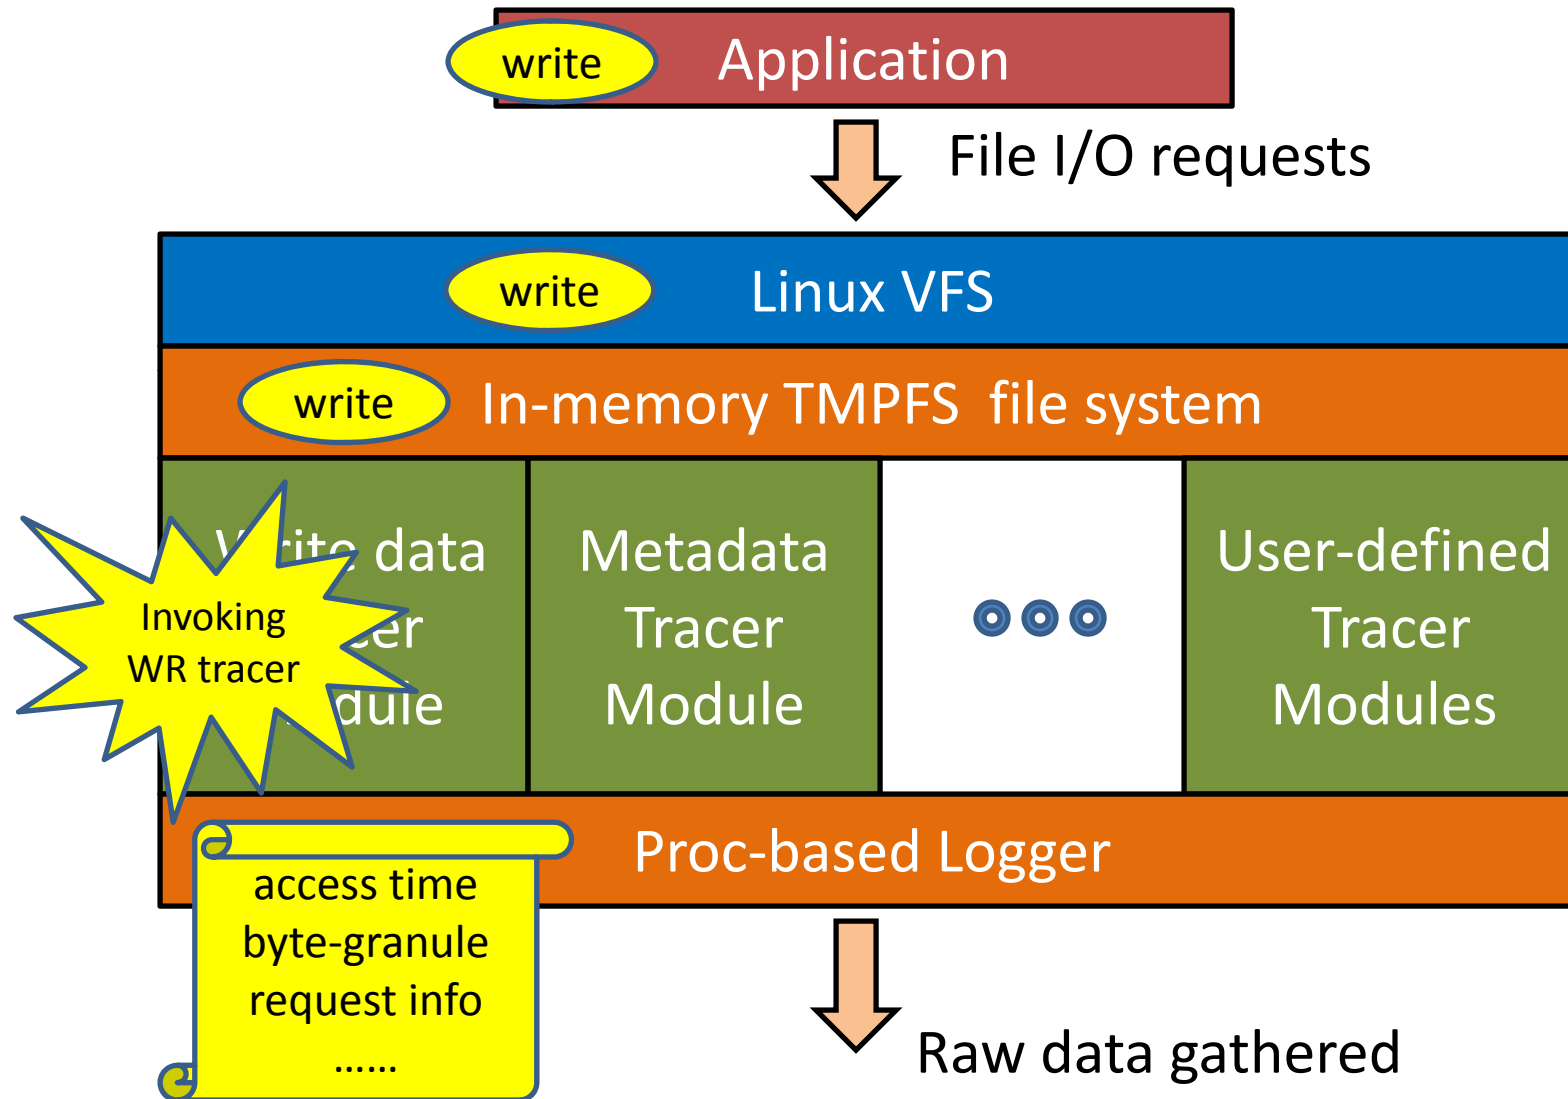 write
Application
File I/O requests
write
Linux VFS
write
In-memory TMPFS file system
data
Metadata
Tracer
Module
User-defined
Tracer
Modules
Invoking
WR tracer
Proc-based Logger
access time
byte-granule
request info
......
Raw data gathered